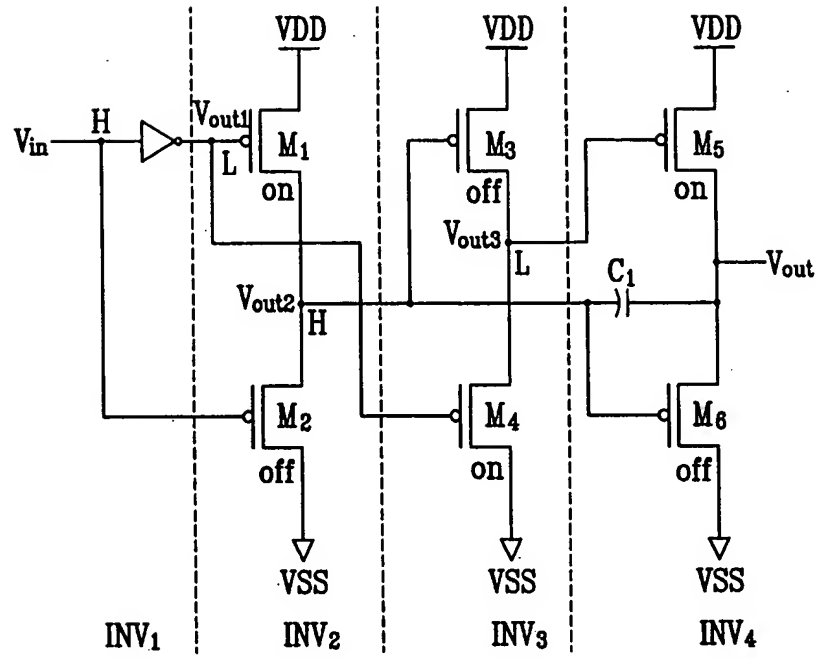 VDD
VDD
VDD
H
Vout1
Vin
L
M1
M3
M5
on
off
on
Vout3
L
C1
Vout
Vout2
H
M2
M4
M6
off
on
off
VSS
VSS
VSS
INV1
INV2
INV3
INV4